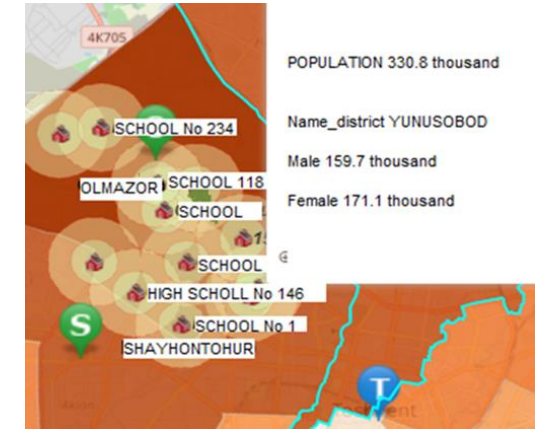 4K705
POPULATION 330.8 thousand
Name_district YUNUSOBOD
Male 159.7 thousand
Female 171.1 thousand
SCHOOL No 234
OLMAZOR
SCHOOL 118
SCHOOL
SCHOOL
HIGH SCHOLL No 146
SCHOOL No 1
S
SHAYHONTOHUR
T